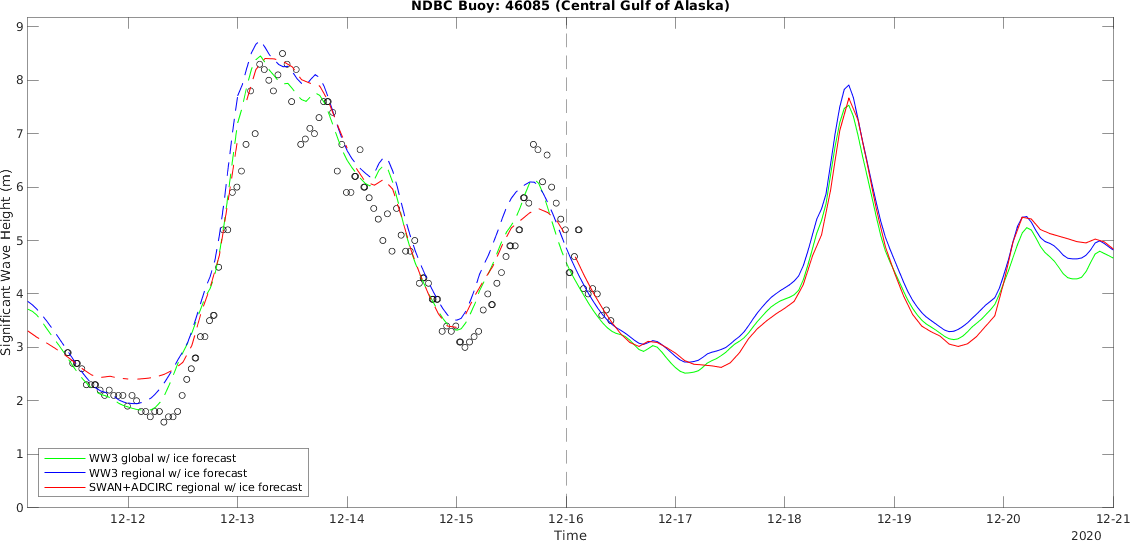 NDBC Buoy: 46085 (Central Gulf of Alaska)
9
8
7
6
5
4
3
2
1
0
Significant Wave Height (m)
WW3 global w/ ice forecast
WW3 regional w/ ice forecast
SWAN+ADCIRC regional w/ ice forecast
12-12 12-13 12-14 12-15 12-16 12-17 12-18 12-19 12-20 12-21
Time
2020